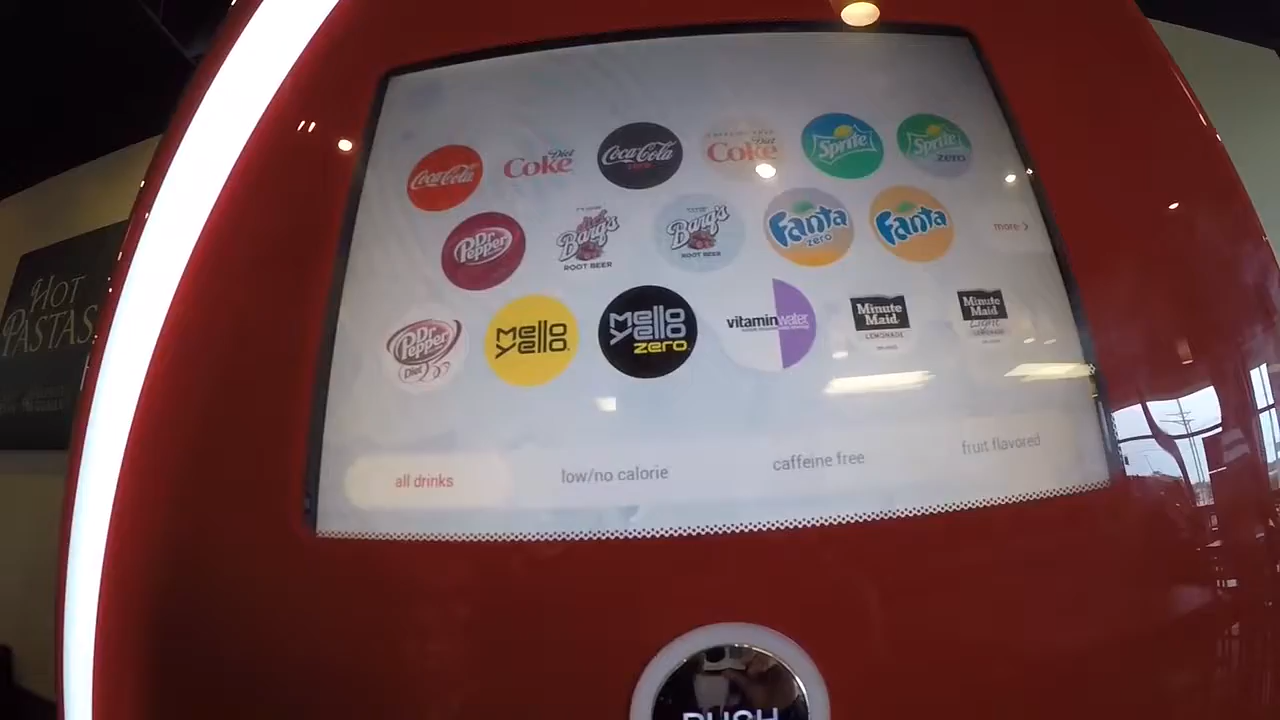 Coca-Cola
Diet
Coke
Coca-Cola
zero
Diet
Coke
Sprite
Sprite
zero
Dr Pepper
Barq's
ROOT BEER
Barq's
ROOT BEER
Fanta
zero
Fanta
more >
Dr Pepper
Diet
mello
yello
mello
yello
zero
vitaminwater
Minute
Maid
LEMONADE
Minute
Maid
Light
LEMONADE
all drinks
low/no calorie
caffeine free
fruit flavored
HOT
PASTAS
PUSH